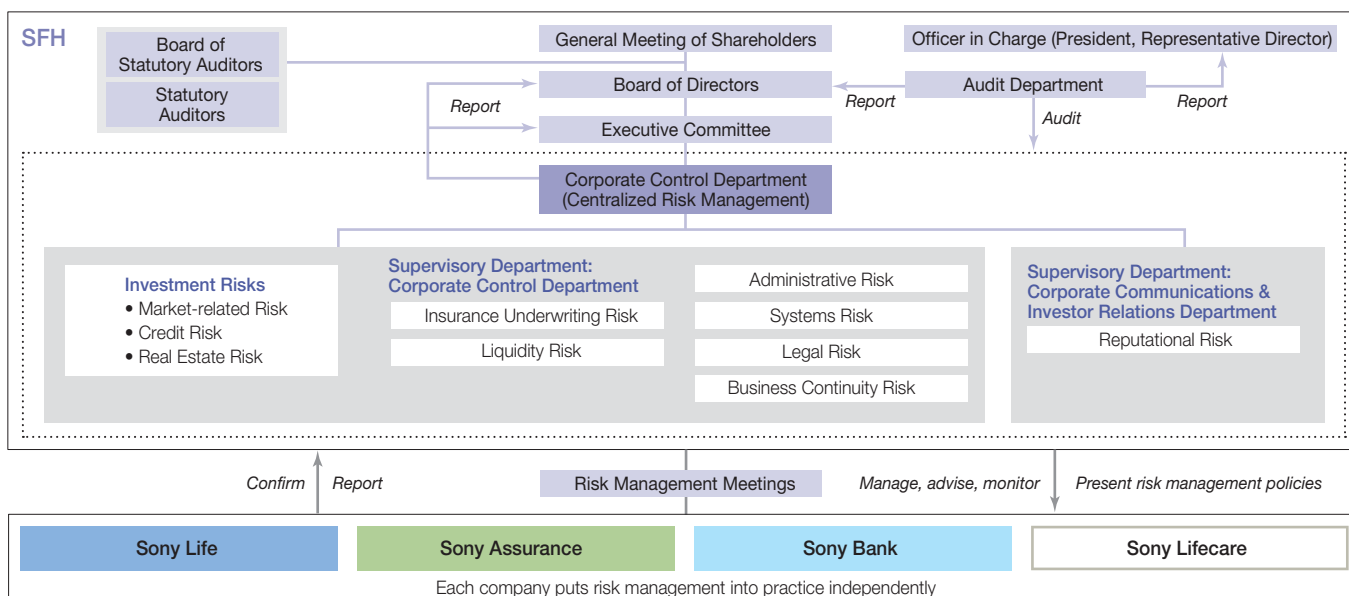 SFH
Board of
Statutory Auditors
Statutory
Auditors
General Meeting of Shareholders
Officer in Charge (President, Representative Director)
Board of Directors
Audit Department
Report
Report
Report
Executive Committee
Audit
Corporate Control Department
(Centralized Risk Management)
Investment Risks
• Market-related Risk
• Credit Risk
• Real Estate Risk
Supervisory Department:
Corporate Control Department
Insurance Underwriting Risk
Liquidity Risk
Administrative Risk
Systems Risk
Legal Risk
Business Continuity Risk
Supervisory Department:
Corporate Communications &
Investor Relations Department
Reputational Risk
Confirm
Report
Risk Management Meetings
Manage, advise, monitor
Present risk management policies
Sony Life
Sony Assurance
Sony Bank
Sony Lifecare
Each company puts risk management into practice independently